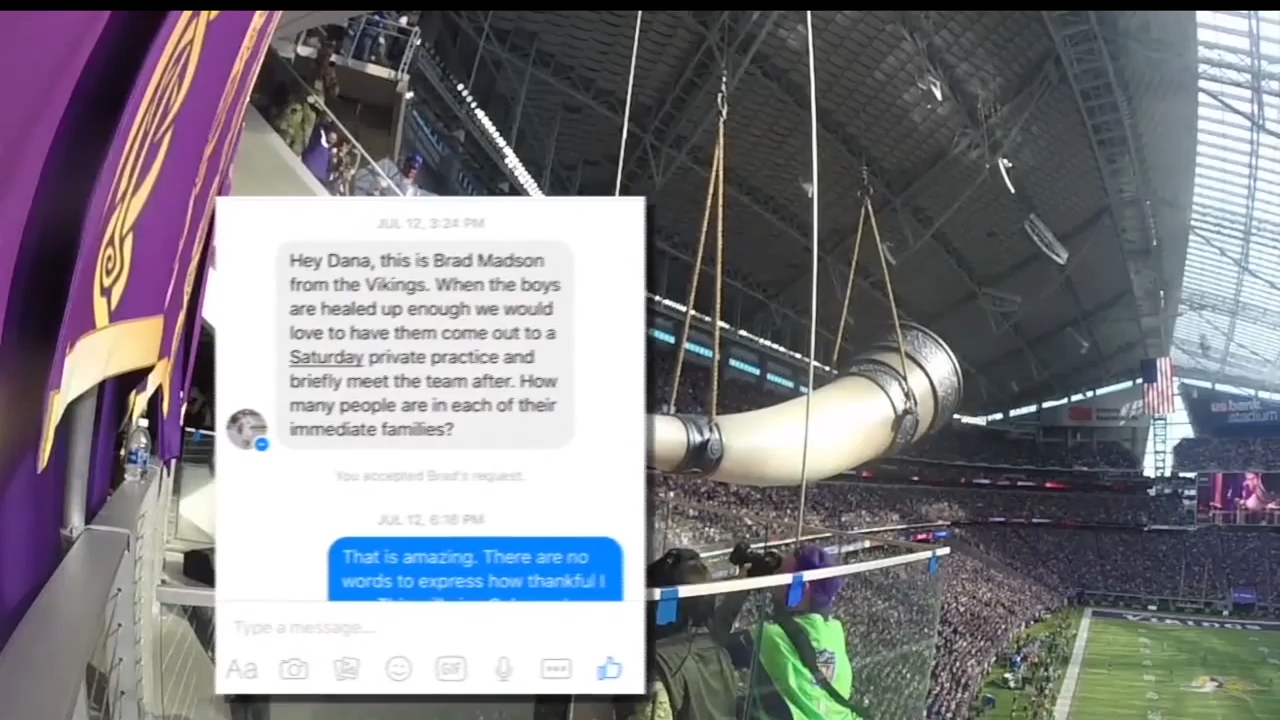 JUL 12, 3:24 PM
Hey Dana, this is Brad Madson
from the Vikings. When the boys
are healed up enough we would
love to have them come out to a
Saturday private practice and
briefly meet the team after. How
many people are in each of their
immediate families?
You accepted Brad's request.
JUL 12, 6:16 PM
That is amazing. There are no
words to express how thankful I
Type a message...
Aa
GIF
us bank
stadium
VIKINGS